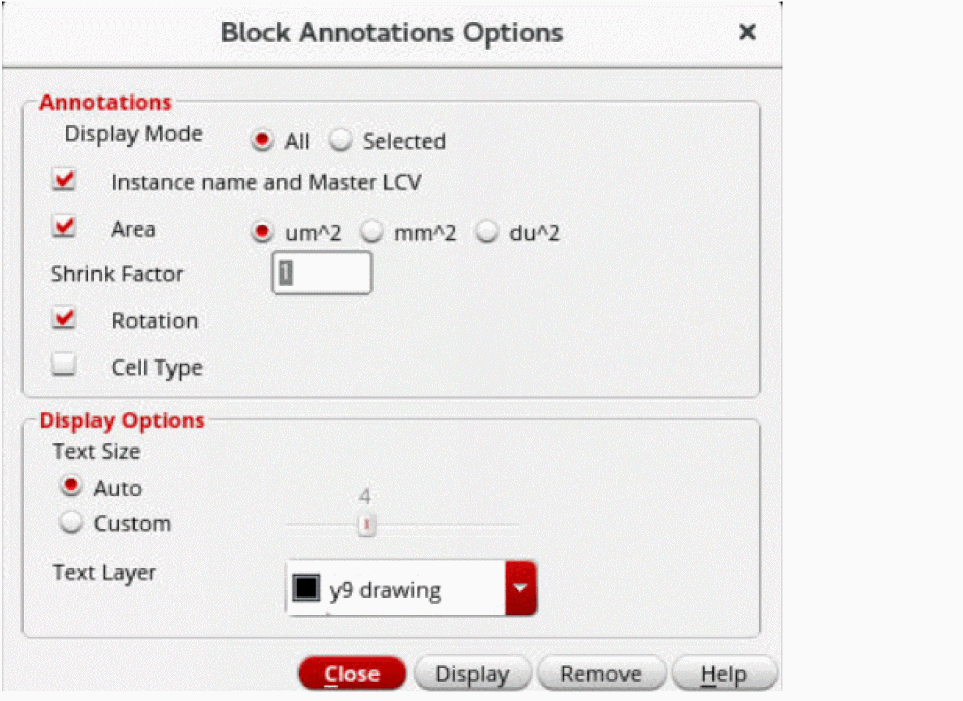 Block Annotations Options
Annotations
Display Mode All Selected
Instance name and Master LCV
Area um^2 mm^2 du^2
Shrink Factor 1
Rotation
Cell Type
Display Options
Text Size
Auto
4
Custom
Text Layer y9 drawing
Close Display Remove Help